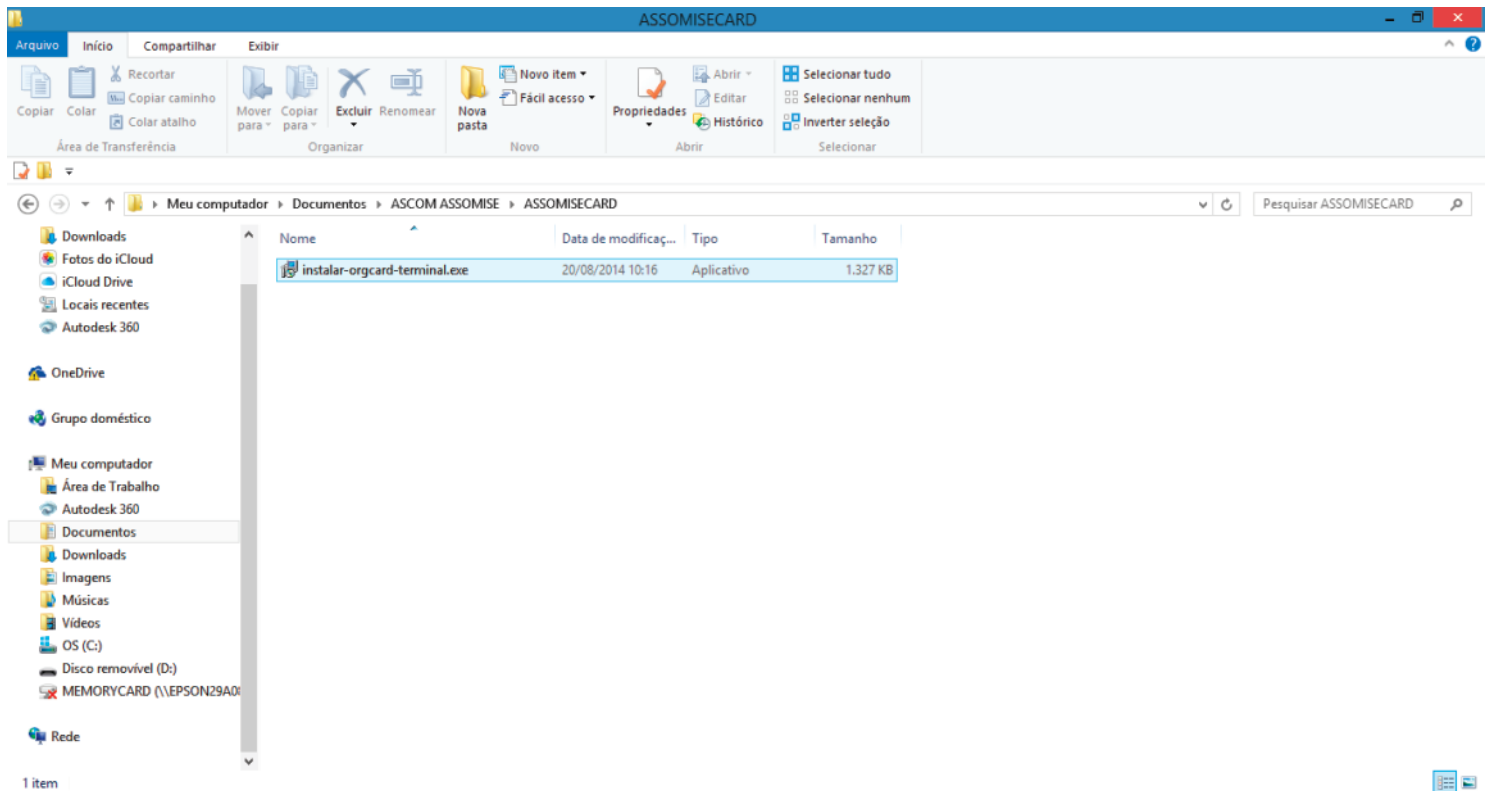 ASSOMISECARD
Arquivo Início Compartilhar Exibir
Copiar
Colar
Recortar
Copiar caminho
Colar atalho
Área de Transferência
Mover para
Copiar para
Excluir
Renomear
Organizar
Nova pasta
Novo item
Fácil acesso
Novo
Propriedades
Abrir
Editar
Histórico
Abrir
Selecionar tudo
Selecionar nenhum
Inverter seleção
Selecionar
Meu computador Documentos ASCOM ASSOMISE ASSOMISECARD
Pesquisar ASSOMISECARD
Downloads
Fotos do iCloud
iCloud Drive
Locais recentes
Autodesk 360
OneDrive
Grupo doméstico
Meu computador
Área de Trabalho
Autodesk 360
Documentos
Downloads
Imagens
Músicas
Vídeos
OS (C:)
Disco removível (D:)
MEMORYCARD (\\EPSON29A0
Rede
Nome Data de modificaç... Tipo Tamanho
instalar-orgcard-terminal.exe 20/08/2014 10:16 Aplicativo 1.327 KB
1 item